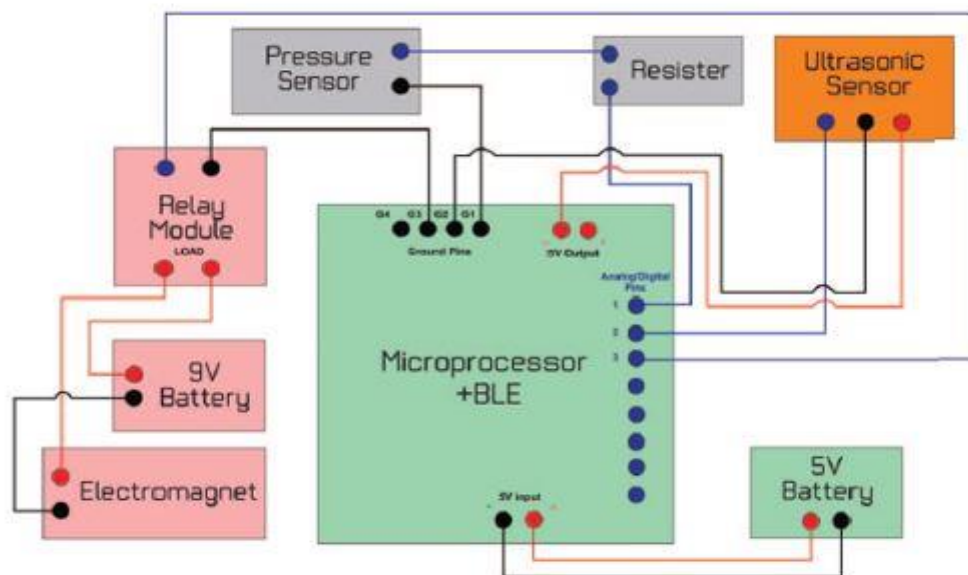 Pressure
Sensor
Resister
Ultrasonic
Sensor
Relay
Module
LOAD
G4 G3 G2 G1
Ground Pins
5V Output
Analog/Digital
Pins
1
2
3
Microprocessor
+BLE
9V
Battery
Electromagnet
5V input
5V
Battery